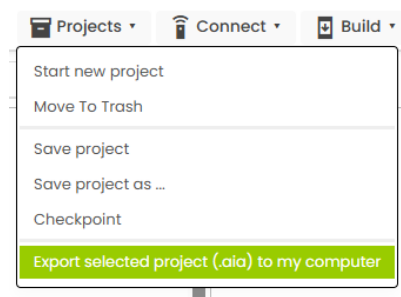 Projects Connect Build
Start new project
Move To Trash
Save project
Save project as ...
Checkpoint
Export selected project (.aia) to my computer